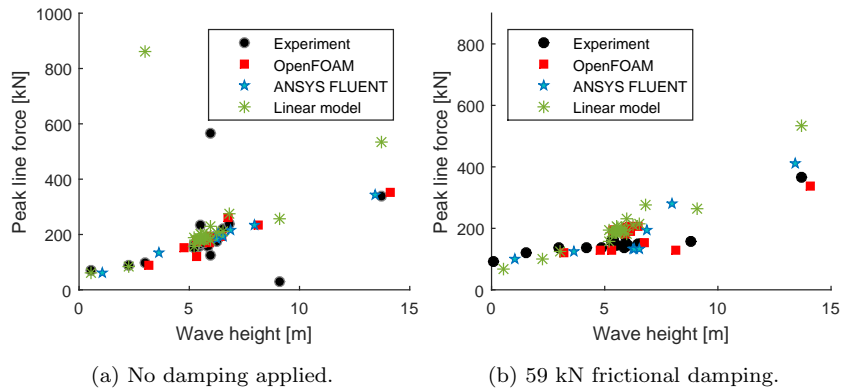 1000
800
600
400
200
0
0
5
10
15
Peak line force [kN]
Wave height [m]
Experiment
OpenFOAM
ANSYS FLUENT
Linear model
(a) No damping applied.
800
600
400
200
0
0
5
10
15
Peak line force [kN]
Wave height [m]
Experiment
OpenFOAM
ANSYS FLUENT
Linear model
(b) 59 kN frictional damping.